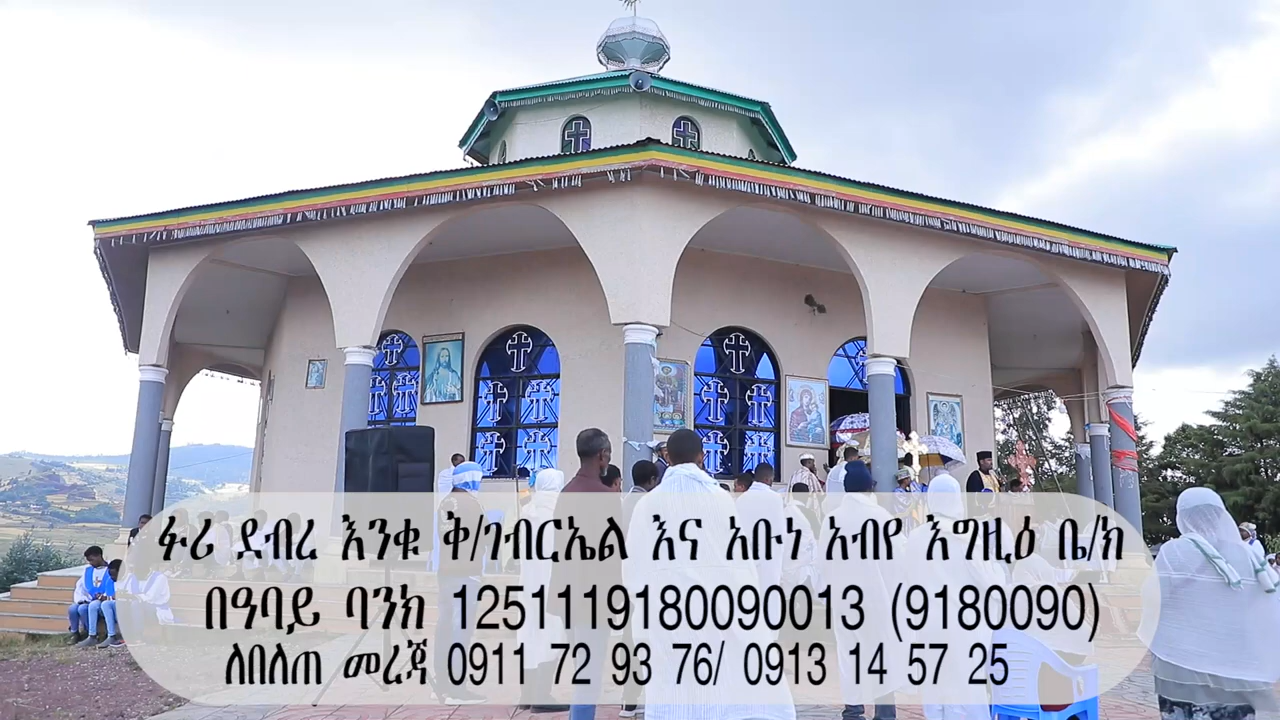 ፉሪ ደብረ እንቁ ቅ/ገብርኤል እና አቡነ አብየ እግዚዕ ቤ/ክ
በዓባይ ባንክ 1251119180090013 (9180090)
ለበለጠ መረጃ 0911 72 93 76/ 0913 14 57 25